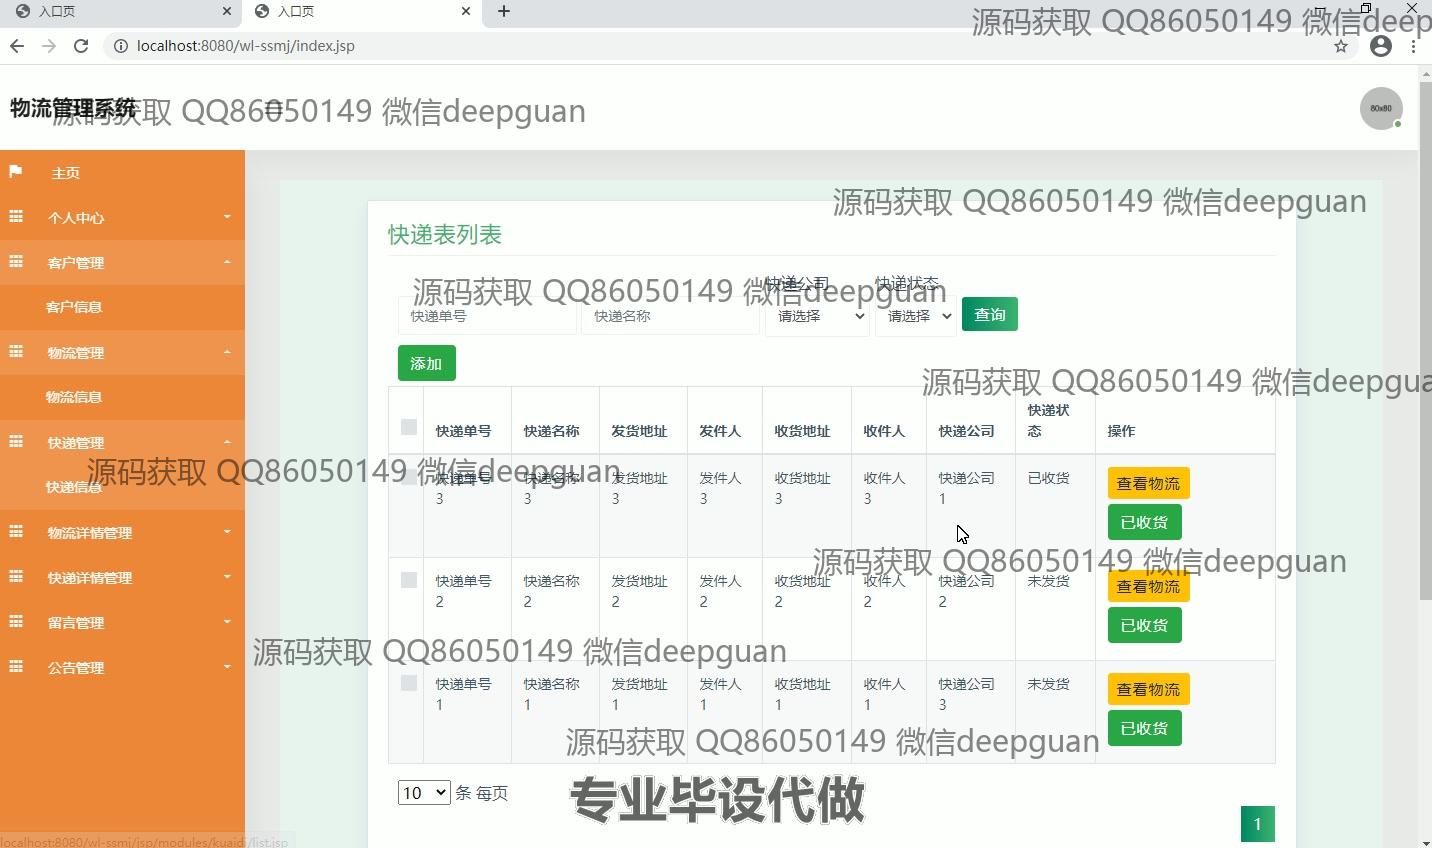 入口页
入口页
localhost:8080/wl-ssmj/index.jsp
源码获取 QQ86050149 微信deep
物流管理系统
源码获取 QQ86050149 微信deepguan
80x80
主页
个人中心
客户管理
客户信息
物流管理
物流信息
快递管理
快递信息
物流详情管理
快递详情管理
留言管理
公告管理
源码获取 QQ86050149 微信deepguan
快递表列表
源码获取 QQ86050149 微信deepguan
快递公司 快递状态
快递单号 快递名称 请选择 请选择 查询
添加
源码获取 QQ86050149 微信deepgua
快递单号 快递名称 发货地址 发件人 收货地址 收件人 快递公司 快递状态 操作
源码获取 QQ86050149 微信deepguan
快递单号3 快递名称3 发货地址3 发件人3 收货地址3 收件人3 快递公司1 已收货 查看物流
已收货
源码获取 QQ86050149 微信deepguan
快递单号2 快递名称2 发货地址2 发件人2 收货地址2 收件人2 快递公司2 未发货 查看物流
已收货
源码获取 QQ86050149 微信deepguan
快递单号1 快递名称1 发货地址1 发件人1 收货地址1 收件人1 快递公司3 未发货 查看物流
已收货
源码获取 QQ86050149 微信deepguan
10 条 每页
专业毕设代做
1
localhost:8080/wl-ssmj/jsp/modules/kuaidi/list.jsp